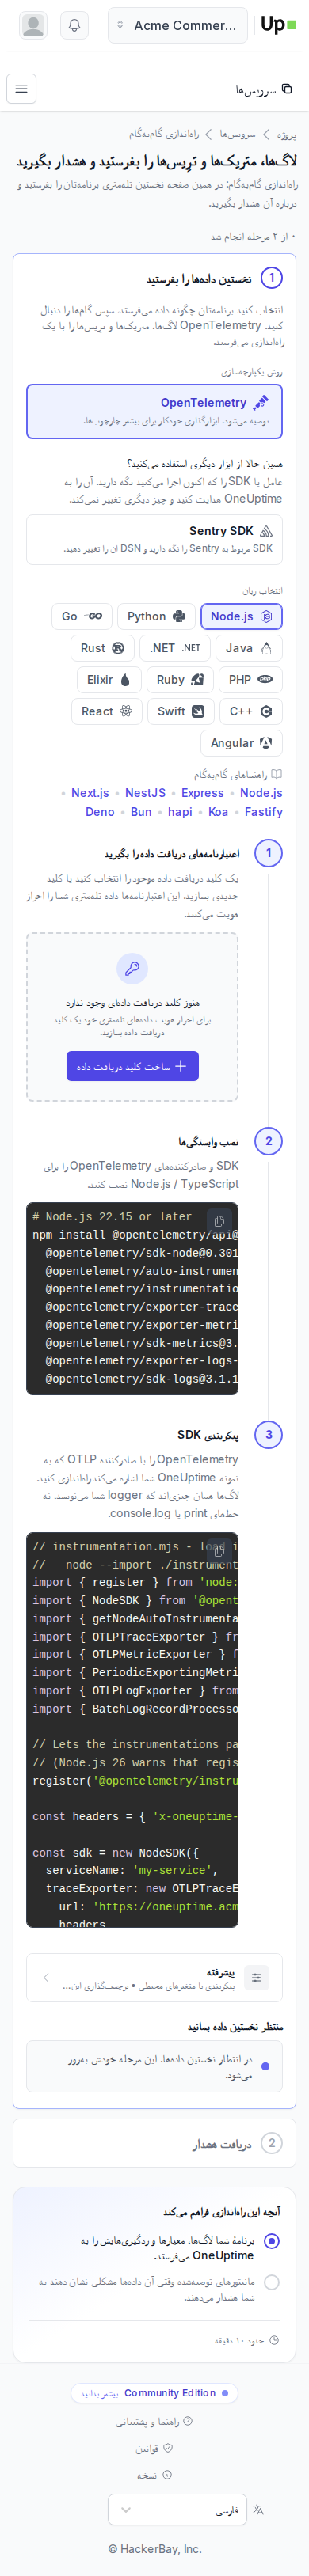 Up
Acme Commer...
سرویس‌ها
پروژه
سرویس‌ها
راه‌اندازی گام‌به‌گام
لاگ‌ها، متریک‌ها و تریس‌ها را بفرستید و هشدار بگیرید
راه‌اندازی گام‌به‌گام: در همین صفحه نخستین تله‌متری برنامه‌تان را بفرستید و
درباره آن هشدار بگیرید.
۰ از ۲ مرحله انجام شد
1
نخستین داده‌ها را بفرستید
انتخاب کنید برنامه‌تان چگونه داده می‌فرستد. سپس گام‌ها را دنبال
کنید. OpenTelemetry لاگ‌ها، متریک‌ها و تریس‌ها را با یک
راه‌اندازی می‌فرستد.
روش یکپارچه‌سازی
OpenTelemetry
توصیه می‌شود. ابزارگذاری خودکار برای بیشتر چارچوب‌ها.
همین حالا از ابزار دیگری استفاده می‌کنید؟
عامل یا SDK را که اکنون اجرا می‌کنید نگه دارید. آن را به
OneUptime هدایت کنید و چیز دیگری تغییر نمی‌کند.
Sentry SDK
SDK مربوط به Sentry را نگه دارید و DSN آن را تغییر دهید.
انتخاب زبان
Node.js
Python
Go
Java
.NET .NET
Rust
PHP
Ruby
Elixir
C++
Swift
React
Angular
راهنماهای گام‌به‌گام
Node.js • Express • NestJS • Next.js •
Fastify • Koa • hapi • Bun • Deno
1
اعتبارنامه‌های دریافت داده را بگیرید
یک کلید دریافت داده موجود را انتخاب کنید یا کلید
جدیدی بسازید. این اعتبارنامه‌ها داده تله‌متری شما را احراز
هویت می‌کنند.
هنوز کلید دریافت داده‌ای وجود ندارد
برای احراز هویت داده‌های تله‌متری خود یک کلید
دریافت داده بسازید.
ساخت کلید دریافت داده
2
نصب وابستگی‌ها
SDK و صادرکننده‌های OpenTelemetry را برای
Node.js / TypeScript نصب کنید.
# Node.js 22.15 or later
npm install @opentelemetry/api@
@opentelemetry/sdk-node@0.301
@opentelemetry/auto-instrumen
@opentelemetry/instrumentatio
@opentelemetry/exporter-trace
@opentelemetry/exporter-metri
@opentelemetry/sdk-metrics@3.
@opentelemetry/exporter-logs-
@opentelemetry/sdk-logs@3.1.1
3
پیکربندی SDK
OpenTelemetry را با صادرکننده OTLP که به
نمونه OneUptime شما اشاره می‌کند راه‌اندازی کنید.
لاگ‌ها همان چیزی‌اند که logger شما می‌نویسد، نه
خط‌های print یا console.log.
// instrumentation.mjs - load i
//   node --import ./instrument
import { register } from 'node:
import { NodeSDK } from '@opent
import { getNodeAutoInstrumenta
import { OTLPTraceExporter } fr
import { OTLPMetricExporter } f
import { PeriodicExportingMetri
import { OTLPLogExporter } from
import { BatchLogRecordProcesso
// Lets the instrumentations pa
// (Node.js 26 warns that regis
register('@opentelemetry/instru
const headers = { 'x-oneuptime-
const sdk = new NodeSDK({
serviceName: 'my-service',
traceExporter: new OTLPTraceE
url: 'https://oneuptime.acm
headers
پیشرفته
پیکربندی با متغیرهای محیطی • برچسب‌گذاری این...
منتظر نخستین داده بمانید
در انتظار نخستین داده‌ها. این مرحله خودش به‌روز
می‌شود.
2
دریافت هشدار
آنچه این راه‌اندازی فراهم می‌کند
برنامهٔ شما لاگ‌ها، معیارها و ردگیری‌هایش را به
OneUptime می‌فرستد.
مانیتورهای توصیه‌شده وقتی آن داده‌ها مشکلی نشان دهند به
شما هشدار می‌دهند.
حدود ۱۰ دقیقه
Community Edition بیشتر بدانید
راهنما و پشتیبانی
قوانین
نسخه
فارسی
© HackerBay, Inc.